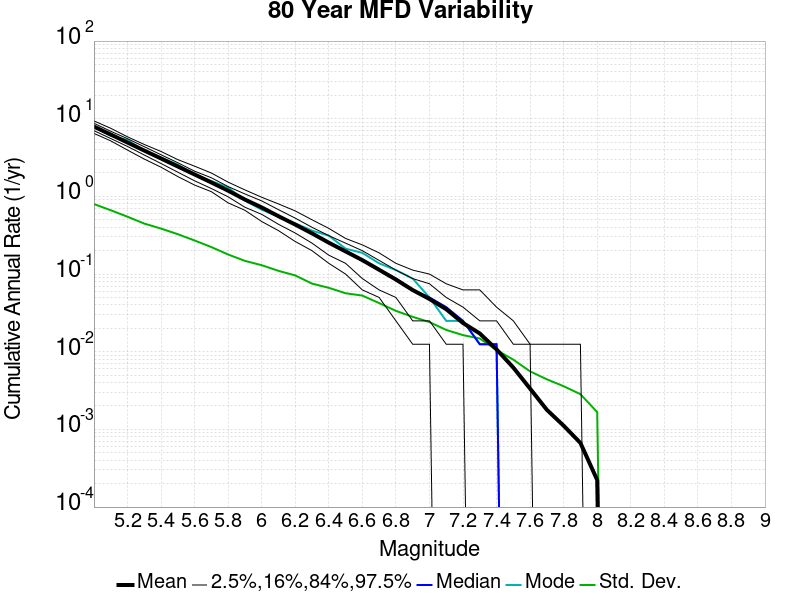 80 Year MFD Variability
Cumulative Annual Rate (1/yr)
10^2
10^1
10^0
10^-1
10^-2
10^-3
10^-4
5.2 5.4 5.6 5.8 6 6.2 6.4 6.6 6.8 7 7.2 7.4 7.6 7.8 8 8.2 8.4 8.6 8.8 9
Magnitude
Mean 2.5%,16%,84%,97.5% Median Mode Std. Dev.